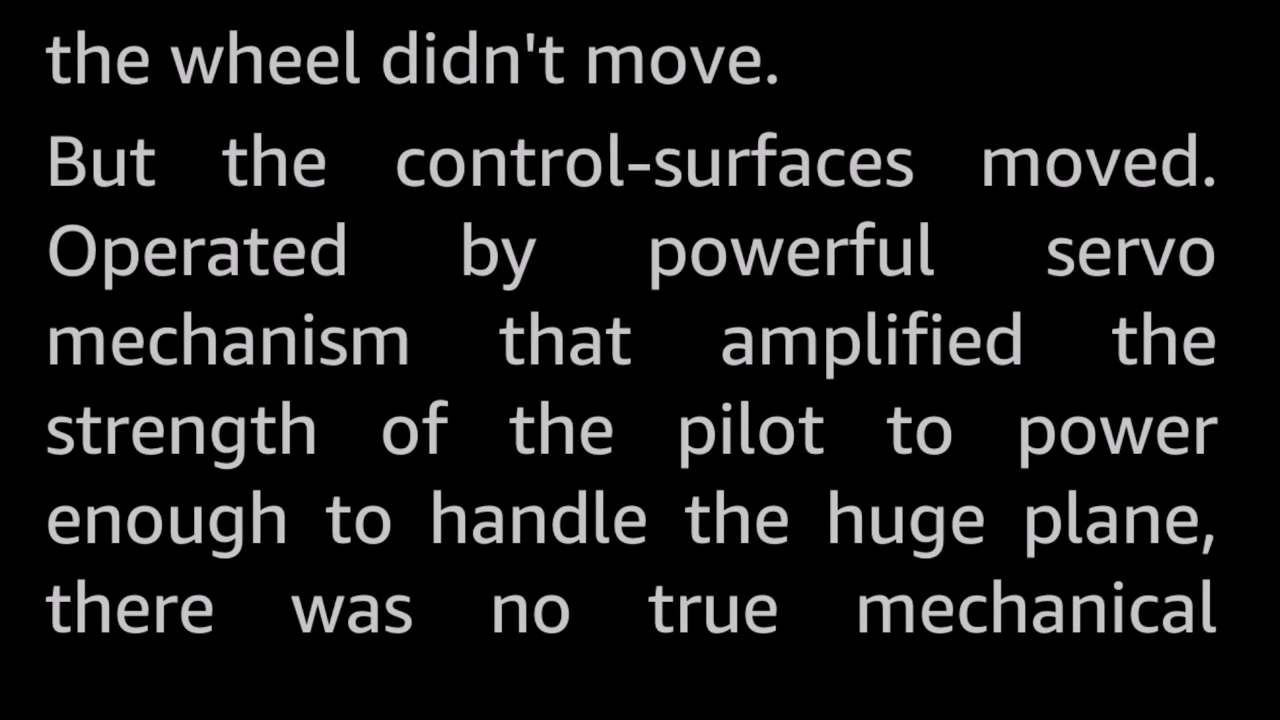 the wheel didn't move.
But the control-surfaces moved.
Operated by powerful servo
mechanism that amplified the
strength of the pilot to power
enough to handle the huge plane,
there was no true mechanical